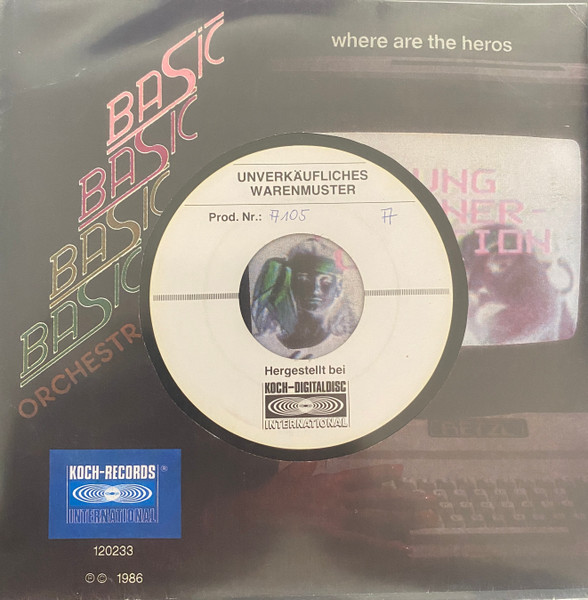 where are the heros
BASIC
BASIC
BASIC
BASIC
ORCHESTR
UNG
NER-
ION
UNVERKÄUFLICHES
WARENMUSTER
Prod. Nr.: 7105 A
Hergestellt bei
KOCH-DIGITALDISC
INTERNATIONAL
KOCH-RECORDS ®
INTERNATIONAL
120233
℗ © 1986